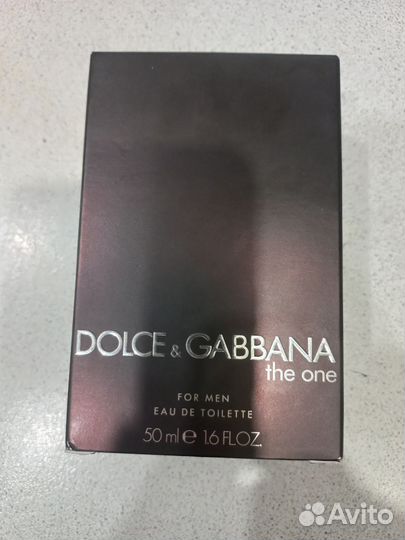 DOLCE & GABBANA
the one
FOR MEN
EAU DE TOILETTE
50 ml e 1.6 FL.OZ.
Avito